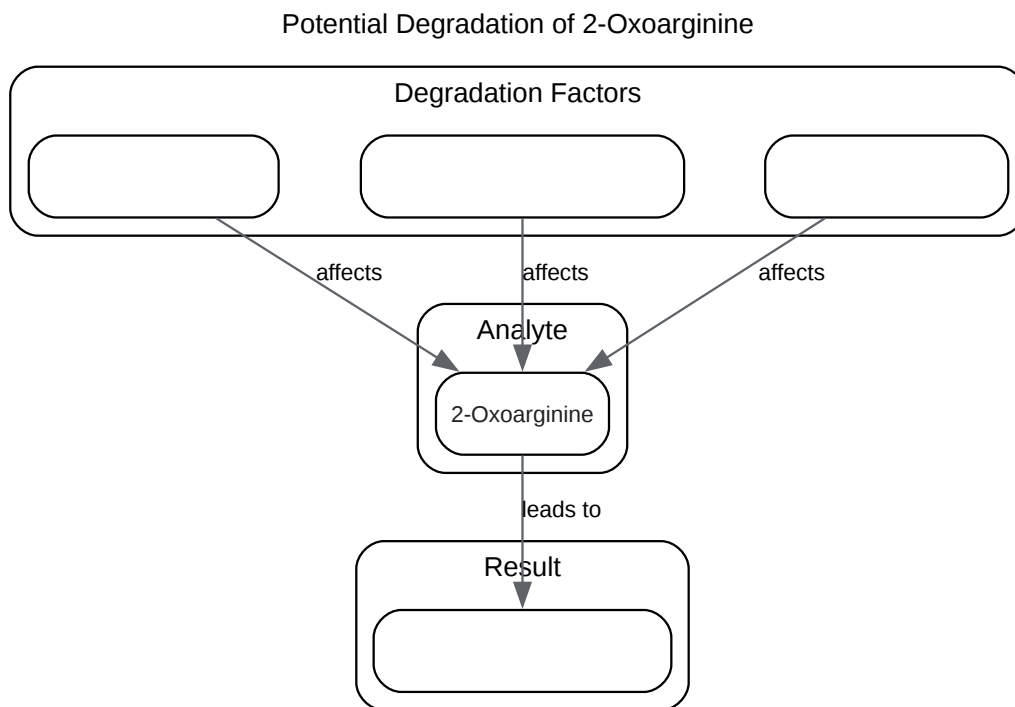 Potential Degradation of 2-Oxoarginine
Degradation Factors
affects
affects
affects
Analyte
2-Oxoarginine
leads to
Result